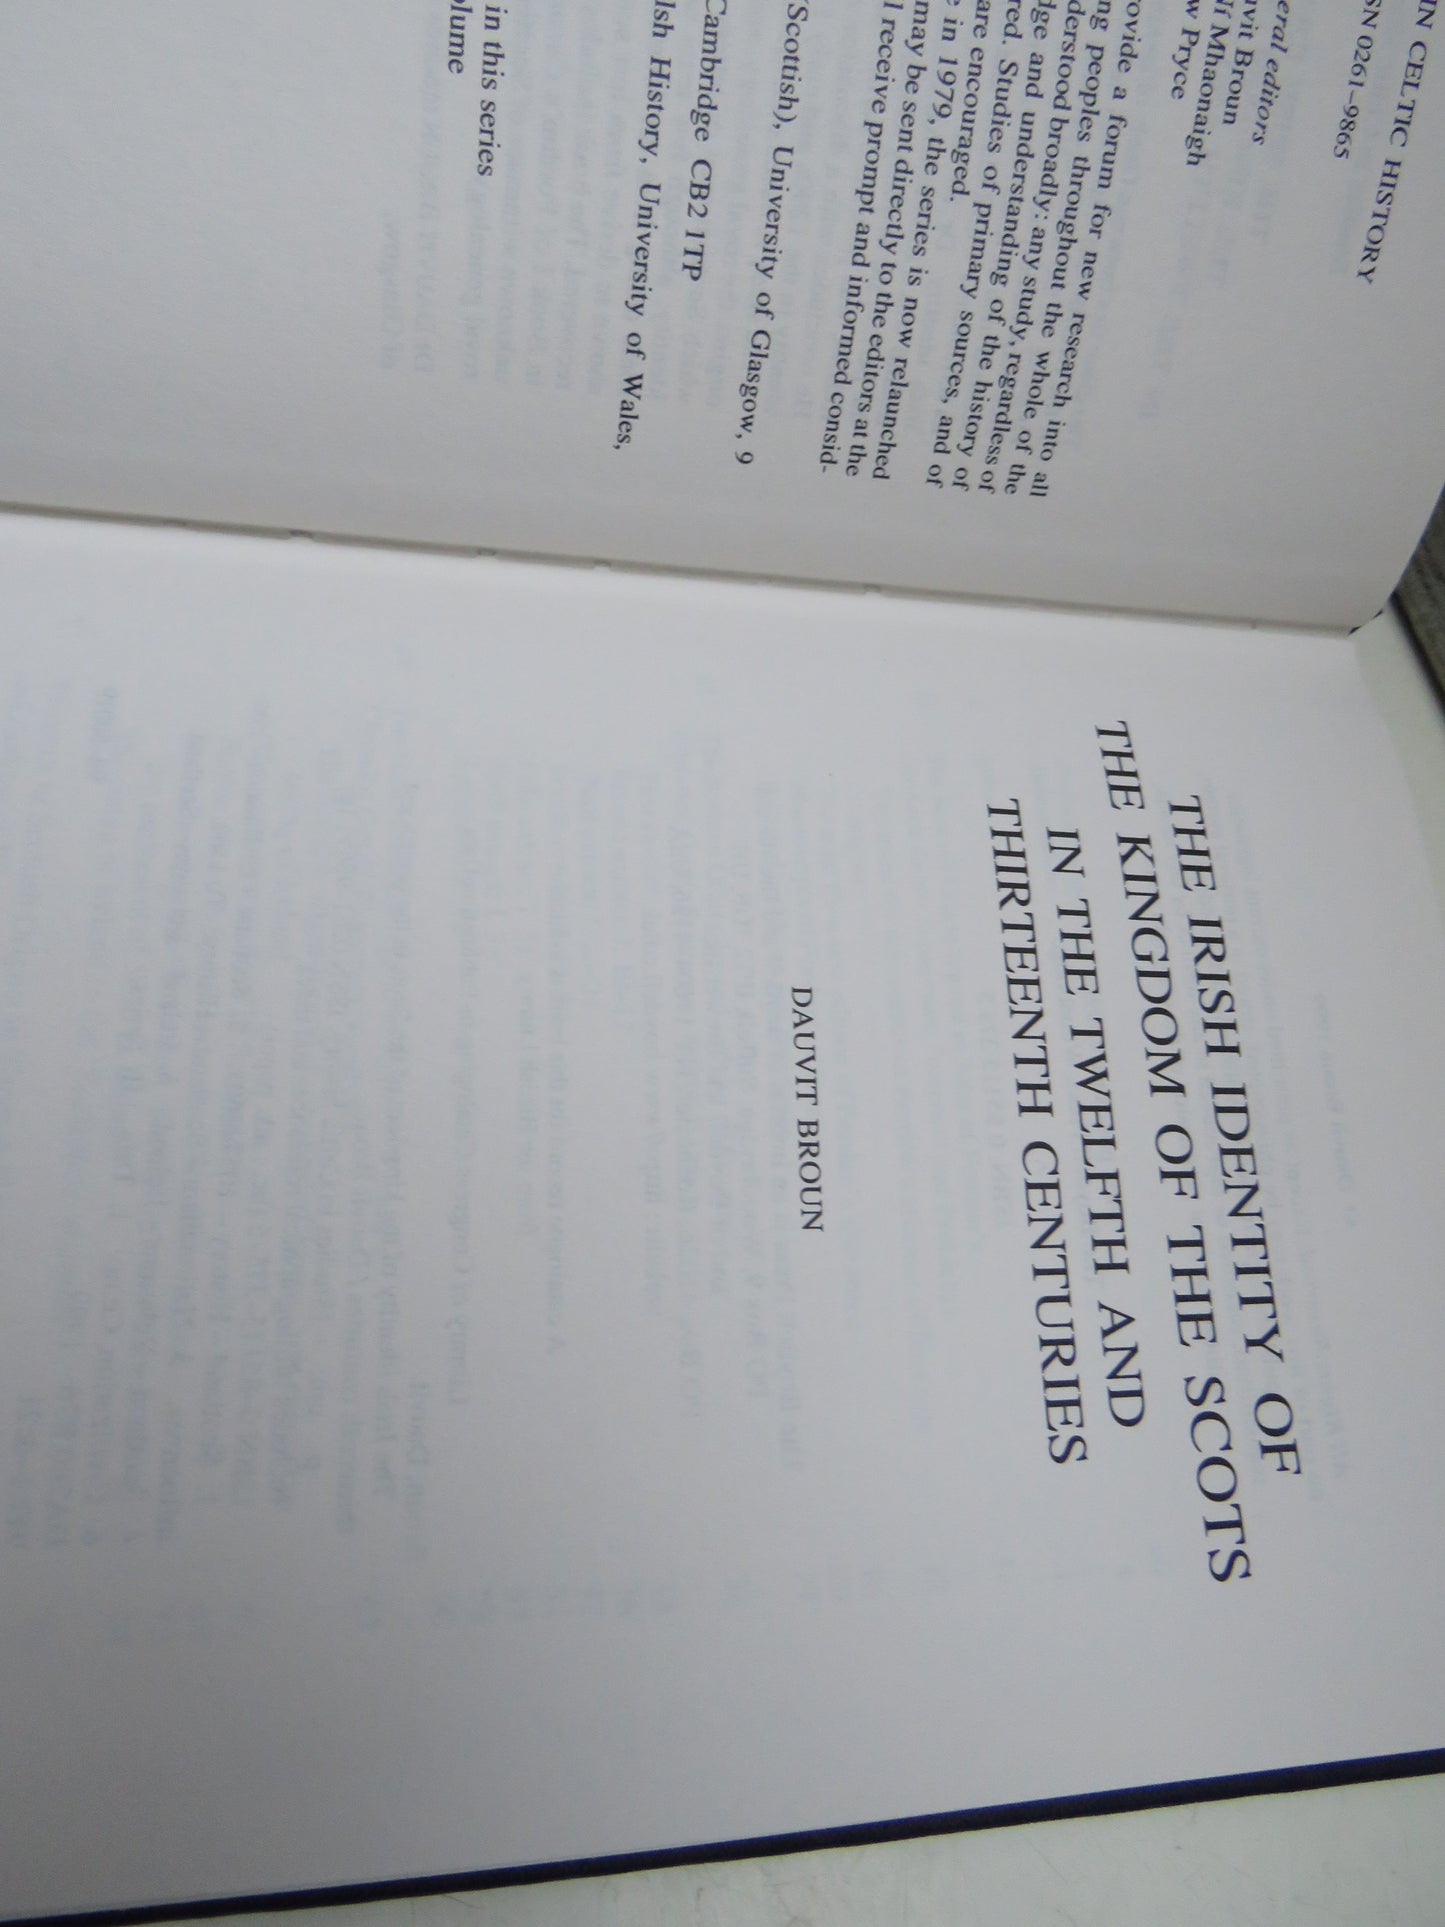 IN CELTIC HISTORY
SN 0261–9865
eral editors
vit Broun
Ní Mhaonaigh
w Pryce
rovide a forum for new research into all
ng peoples throughout the whole of the
derstood broadly: any study, regardless of
dge and understanding of the history of
red. Studies of primary sources, and of
are encouraged.
e in 1979, the series is now relaunched
may be sent directly to the editors at the
l receive prompt and informed consid-
(Scottish), University of Glasgow, 9
Cambridge CB2 1TP
lsh History, University of Wales,
in this series
olume
THE IRISH IDENTITY OF
THE KINGDOM OF THE SCOTS
IN THE TWELFTH AND
THIRTEENTH CENTURIES
DAUVIT BROUN